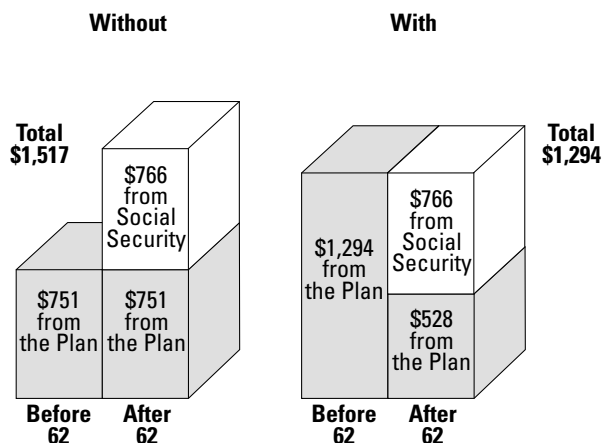 Without
With
Total
$1,517
$766
from
Social
Security
$751
from
the Plan
$751
from
the Plan
Before
62
After
62
Total
$1,294
$1,294
from
the Plan
$766
from
Social
Security
$528
from
the Plan
Before
62
After
62